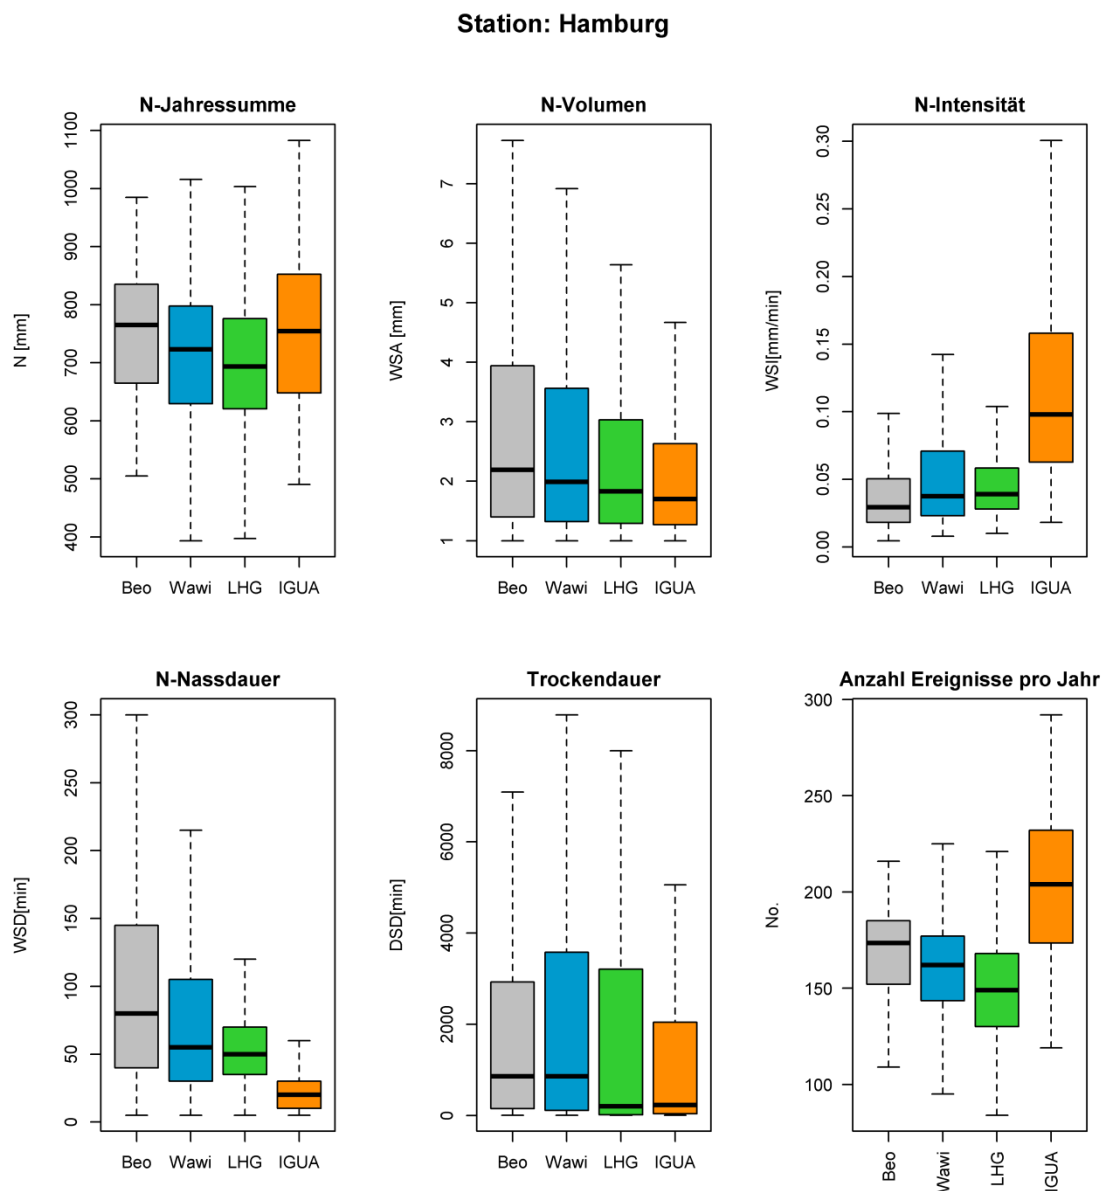 Station: Hamburg
N-Jahressumme
N [mm]
1100
1000
900
800
700
600
500
400
Beo Wawi LHG IGUA
N-Volumen
WSA [mm]
7
6
5
4
3
2
1
Beo Wawi LHG IGUA
N-Intensität
WSI[mm/min]
0.30
0.25
0.20
0.15
0.10
0.05
0.00
Beo Wawi LHG IGUA
N-Nassdauer
WSD[min]
300
250
200
150
100
50
0
Beo Wawi LHG IGUA
Trockendauer
DSD[min]
8000
6000
4000
2000
0
Beo Wawi LHG IGUA
Anzahl Ereignisse pro Jahr
No.
300
250
200
150
100
Beo Wawi LHG IGUA